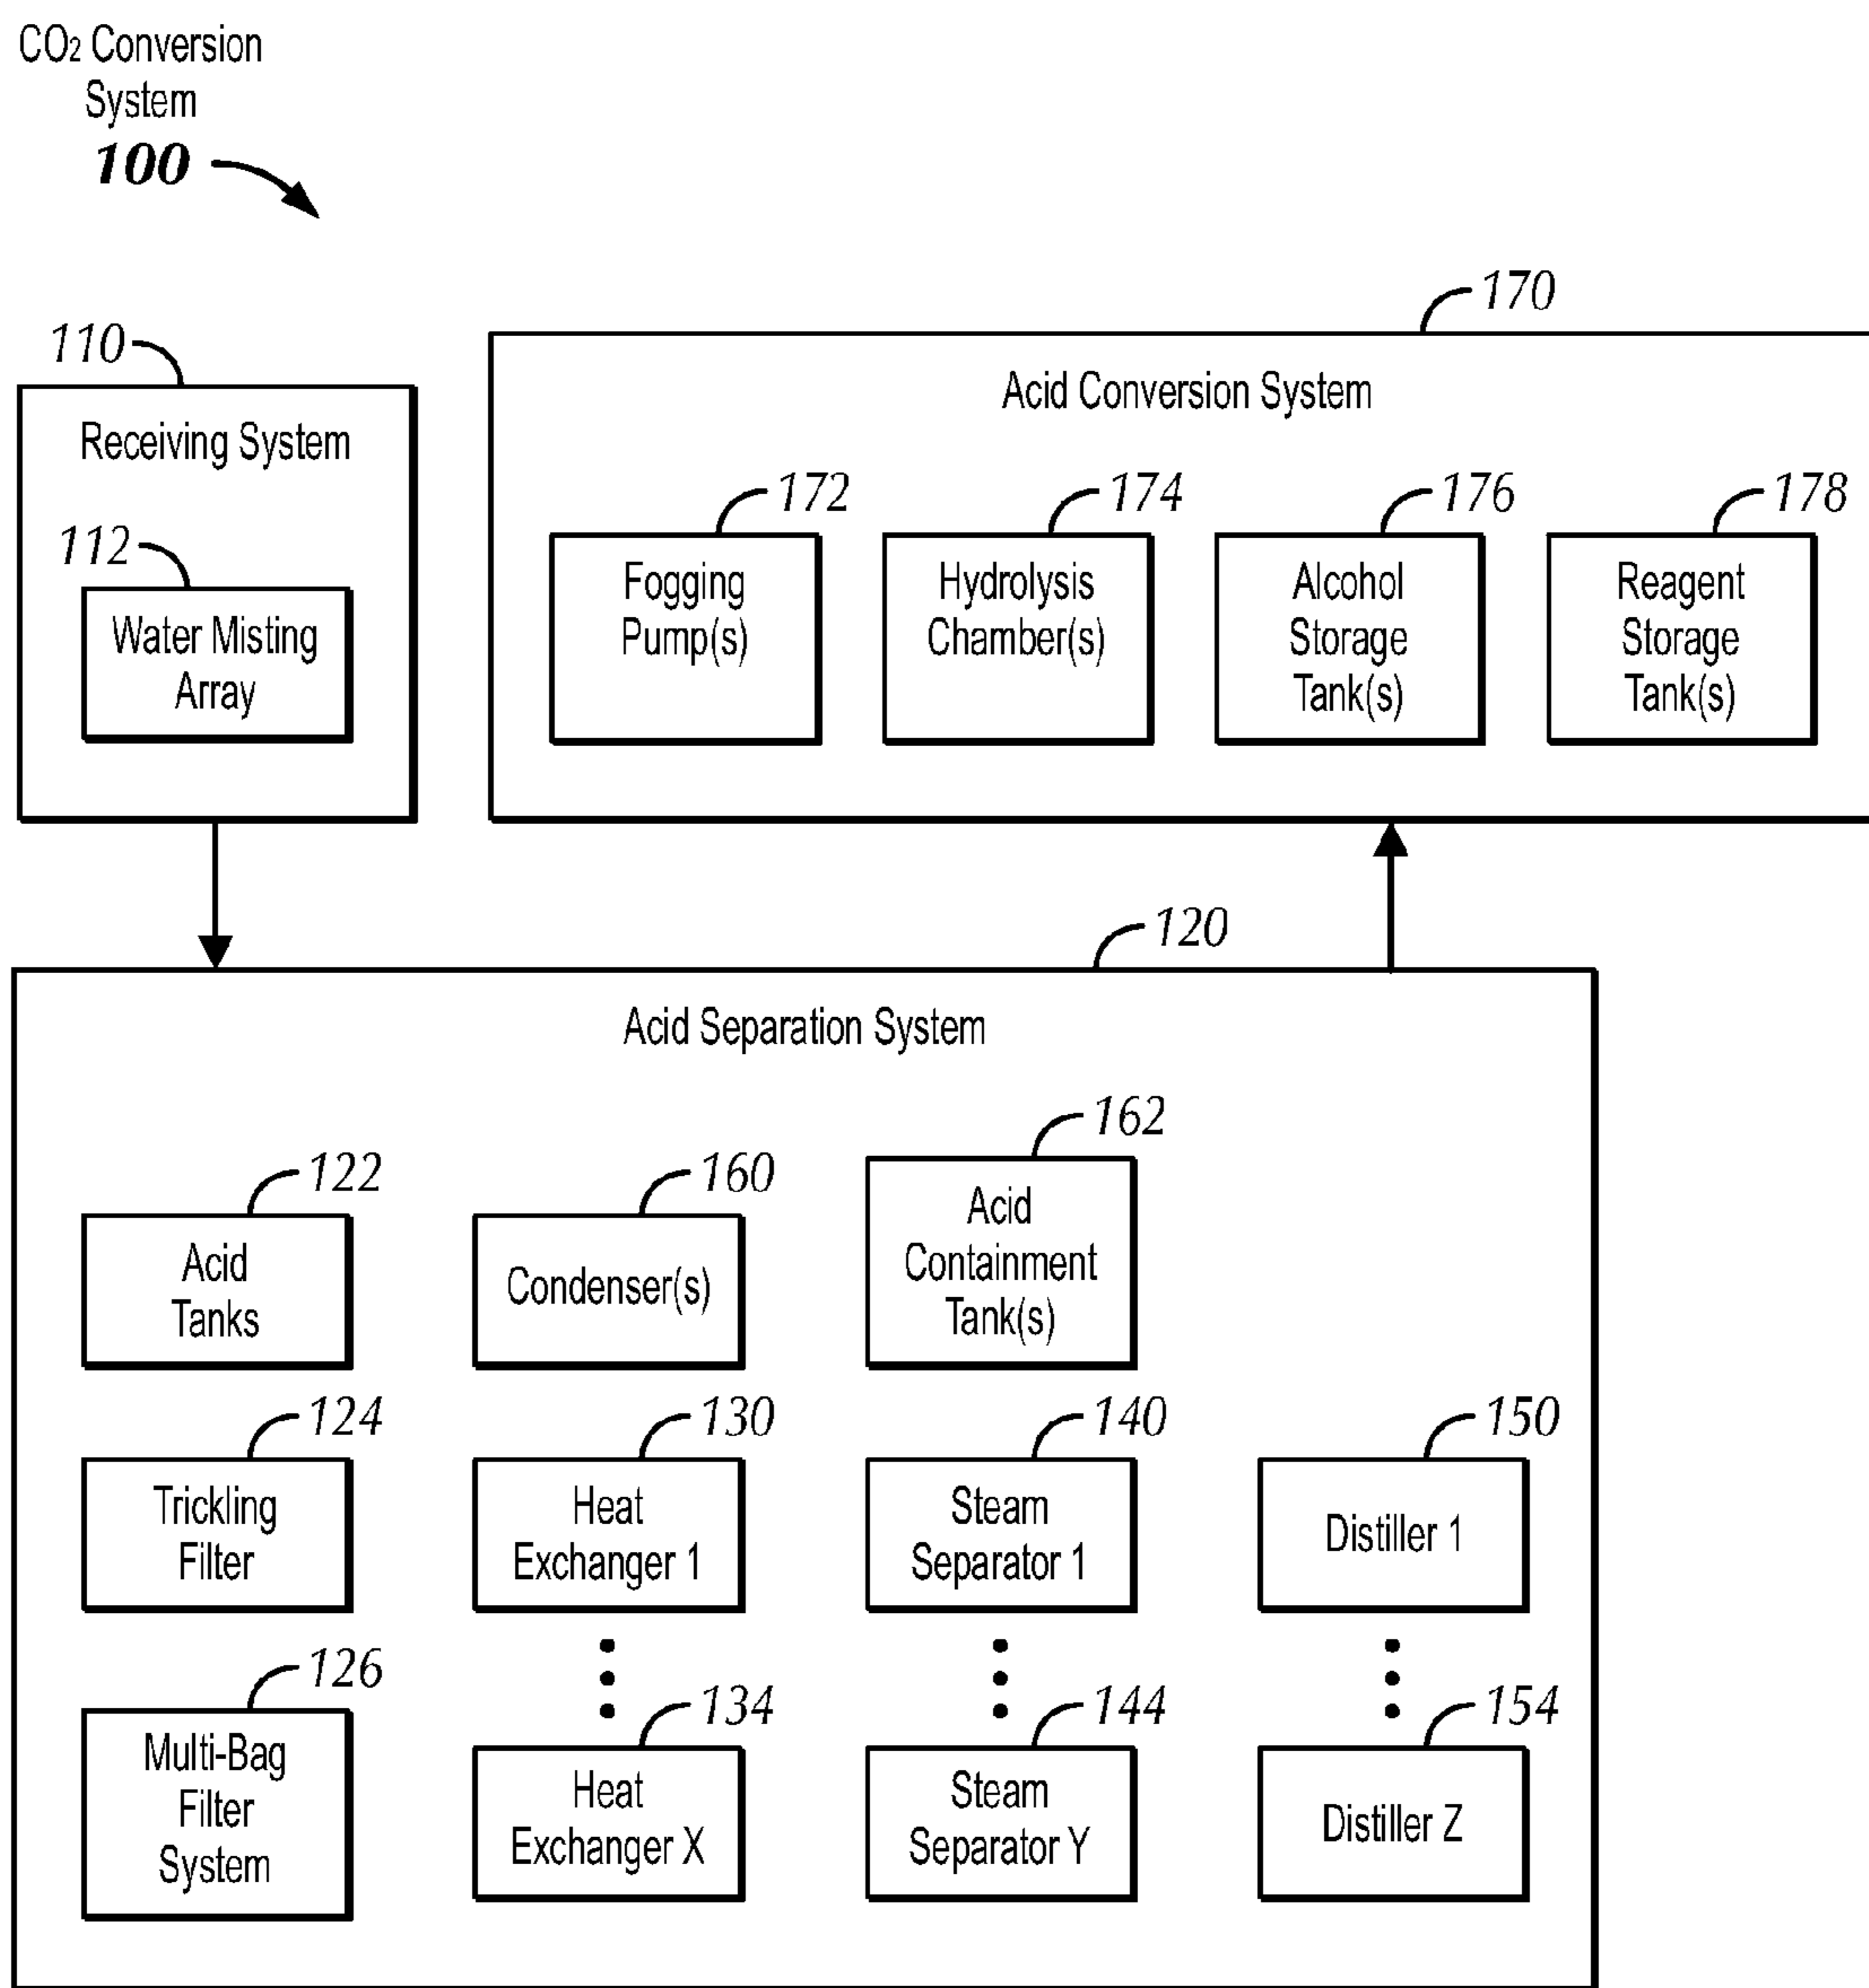 CO₂ Conversion
System
100
170
110
Acid Conversion System
Receiving System
172
174
176
178
112
Fogging
Pump(s)
Hydrolysis
Chamber(s)
Alcohol
Storage
Tank(s)
Reagent
Storage
Tank(s)
Water Misting
Array
120
Acid Separation System
122
160
162
Acid
Tanks
Condenser(s)
Acid
Containment
Tank(s)
124
130
140
150
Trickling
Filter
Heat
Exchanger 1
Steam
Separator 1
Distiller 1
126
134
144
154
Multi-Bag
Filter
System
Heat
Exchanger X
Steam
Separator Y
Distiller Z